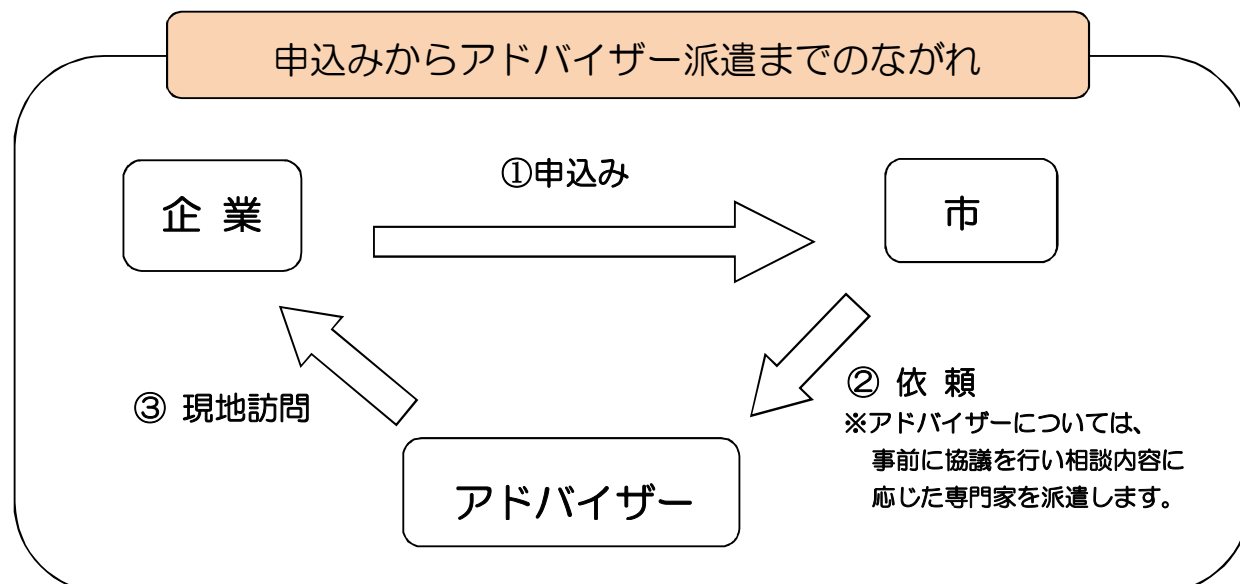 申込みからアドバイザー派遣までのながれ
①申込み
企 業
市
② 依 頼
※アドバイザーについては、
事前に協議を行い相談内容に
応じた専門家を派遣します。
③ 現地訪問
アドバイザー